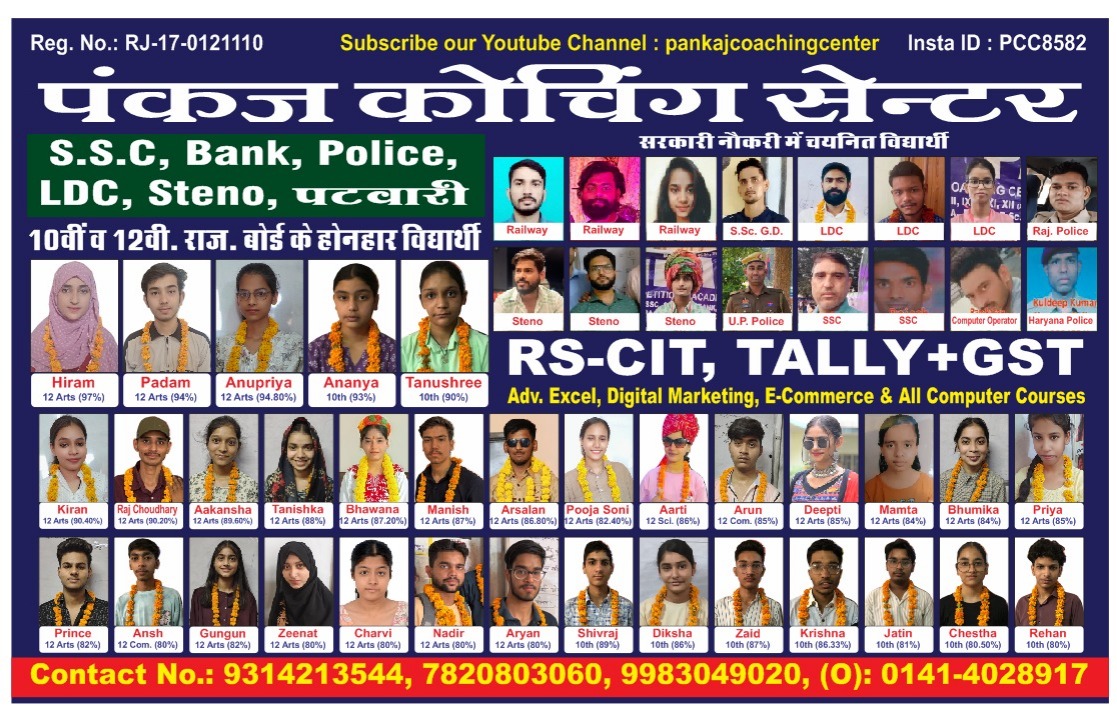 Reg. No.: RJ-17-0121110 Subscribe our Youtube Channel : pankajcoachingcenter Insta ID : PCC8582
पंकज कोचिंग सेन्टर
S.S.C, Bank, Police,
LDC, Steno, पटवारी
10वीं व 12वी. राज. बोर्ड के होनहार विद्यार्थी
Hiram Padam Anupriya Ananya Tanushree
12 Arts (97%) 12 Arts (94%) 12 Arts (94.80%) 10th (93%) 10th (90%)
सरकारी नौकरी में चयनित विद्यार्थी
Railway Railway Railway S.Sc. G.D. LDC LDC LDC Raj. Police
Kuldeep Kumar
Steno Steno Steno U.P. Police SSC SSC Computer Operator Haryana Police
RS-CIT, TALLY+GST
Adv. Excel, Digital Marketing, E-Commerce & All Computer Courses
Kiran Raj Choudhary Aakansha Tanishka Bhawana Manish Arsalan Pooja Soni Aarti Arun Deepti Mamta Bhumika Priya
12 Arts (90.40%) 12 Arts (90.20%) 12 Arts (89.60%) 12 Arts (88%) 12 Arts (87.20%) 12 Arts (87%) 12 Arts (86.80%) 12 Arts (82.40%) 12 Sci. (86%) 12 Com. (85%) 12 Arts (85%) 12 Arts (84%) 12 Arts (84%) 12 Arts (85%)
Prince Ansh Gungun Zeenat Charvi Nadir Aryan Shivraj Diksha Zaid Krishna Jatin Chestha Rehan
12 Arts (82%) 12 Com. (80%) 12 Arts (82%) 12 Arts (80%) 12 Arts (80%) 12 Arts (80%) 12 Arts (80%) 10th (89%) 10th (86%) 10th (87%) 10th (86.33%) 10th (81%) 10th (80.50%) 10th (80%)
Contact No.: 9314213544, 7820803060, 9983049020, (O): 0141-4028917